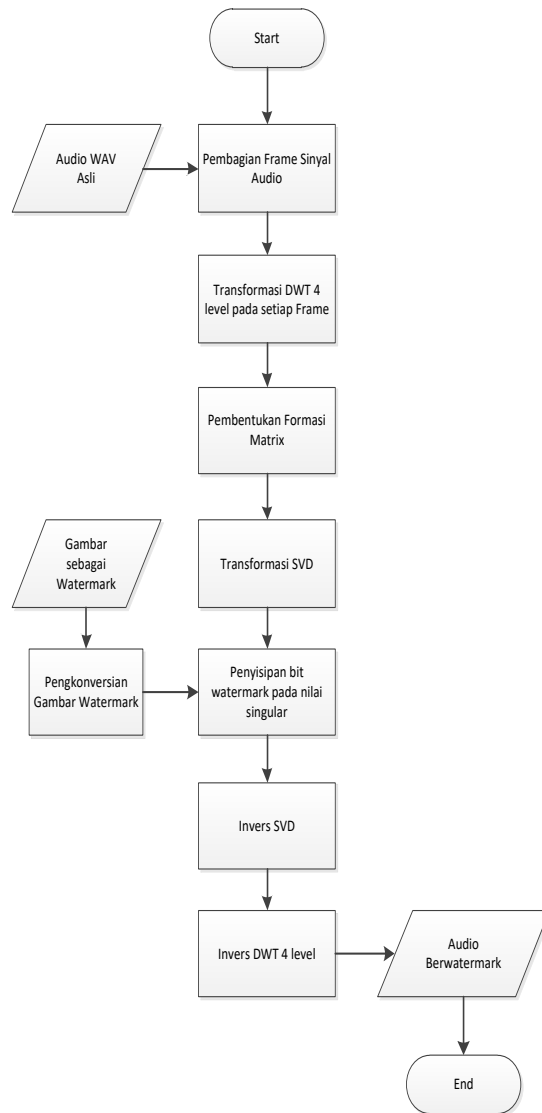 Start
Audio WAV
Asli
Pembagian Frame Sinyal
Audio
Transformasi DWT 4
level pada setiap Frame
Pembentukan Formasi
Matrix
Gambar
sebagai
Watermark
Transformasi SVD
Pengkonversian
Gambar Watermark
Penyisipan bit
watermark pada nilai
singular
Invers SVD
Invers DWT 4 level
Audio
Berwatermark
End